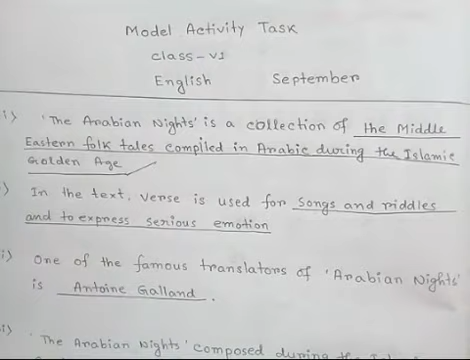 Model Activity Task
class-VI
English September
i) 'The Arabian Nights' is a collection of the Middle
Eastern folk tales compiled in Arabic during the Islamic
Golden Age
) In the text, verse is used for songs and riddles
and to express serious emotion
i) One of the famous translators of 'Arabian Nights'
is Antoine Galland.
i) 'The Arabian Nights' composed during the